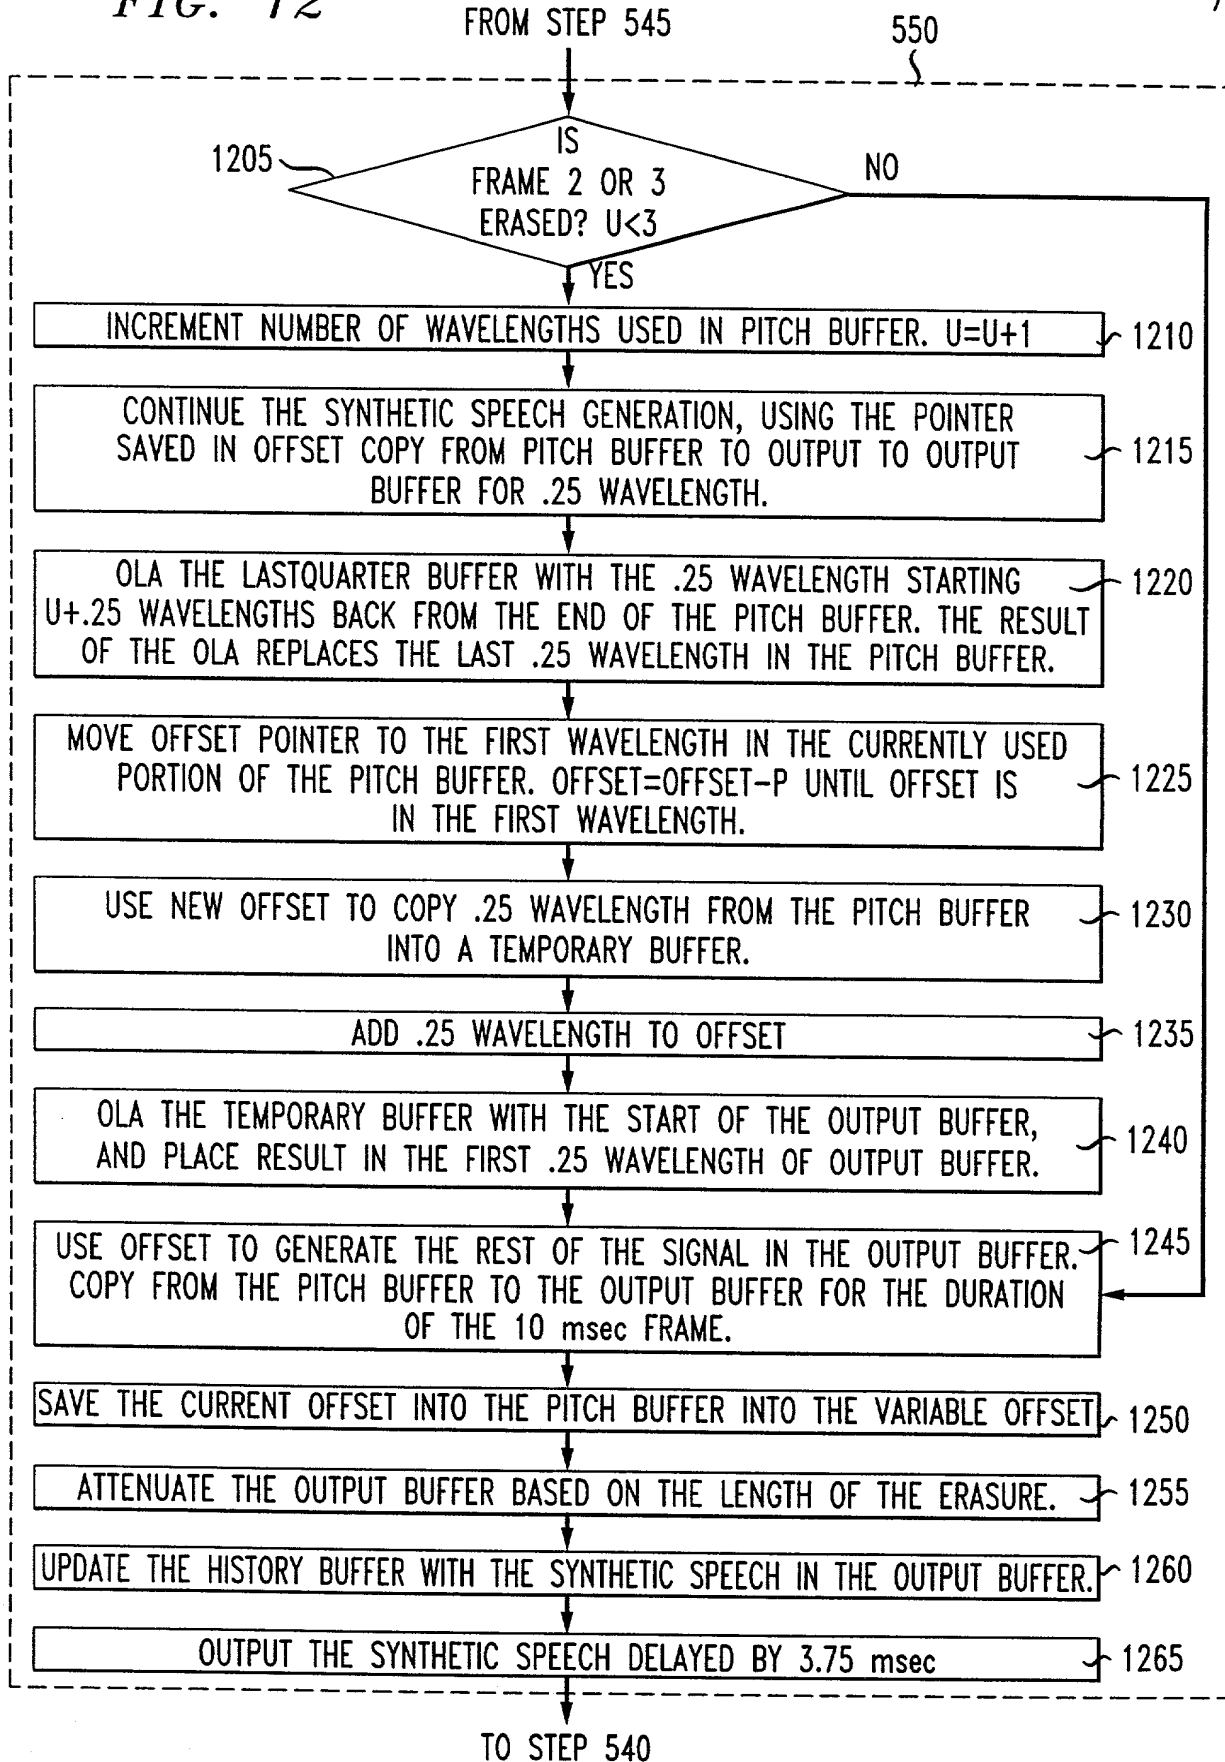 FIG. 12
FROM STEP 545
550
1205
IS
FRAME 2 OR 3
ERASED? U<3
NO
YES
INCREMENT NUMBER OF WAVELENGTHS USED IN PITCH BUFFER. U=U+1
1210
CONTINUE THE SYNTHETIC SPEECH GENERATION, USING THE POINTER
SAVED IN OFFSET COPY FROM PITCH BUFFER TO OUTPUT TO OUTPUT
BUFFER FOR .25 WAVELENGTH.
1215
OLA THE LASTQUARTER BUFFER WITH THE .25 WAVELENGTH STARTING
U+.25 WAVELENGTHS BACK FROM THE END OF THE PITCH BUFFER. THE RESULT
OF THE OLA REPLACES THE LAST .25 WAVELENGTH IN THE PITCH BUFFER.
1220
MOVE OFFSET POINTER TO THE FIRST WAVELENGTH IN THE CURRENTLY USED
PORTION OF THE PITCH BUFFER. OFFSET=OFFSET-P UNTIL OFFSET IS
IN THE FIRST WAVELENGTH.
1225
USE NEW OFFSET TO COPY .25 WAVELENGTH FROM THE PITCH BUFFER
INTO A TEMPORARY BUFFER.
1230
ADD .25 WAVELENGTH TO OFFSET
1235
OLA THE TEMPORARY BUFFER WITH THE START OF THE OUTPUT BUFFER,
AND PLACE RESULT IN THE FIRST .25 WAVELENGTH OF OUTPUT BUFFER.
1240
USE OFFSET TO GENERATE THE REST OF THE SIGNAL IN THE OUTPUT BUFFER.
COPY FROM THE PITCH BUFFER TO THE OUTPUT BUFFER FOR THE DURATION
OF THE 10 msec FRAME.
1245
SAVE THE CURRENT OFFSET INTO THE PITCH BUFFER INTO THE VARIABLE OFFSET
1250
ATTENUATE THE OUTPUT BUFFER BASED ON THE LENGTH OF THE ERASURE.
1255
UPDATE THE HISTORY BUFFER WITH THE SYNTHETIC SPEECH IN THE OUTPUT BUFFER.
1260
OUTPUT THE SYNTHETIC SPEECH DELAYED BY 3.75 msec
1265
TO STEP 540